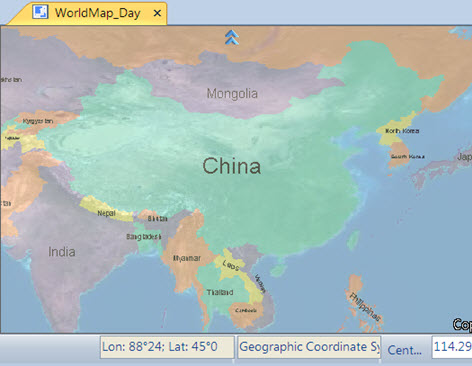 WorldMap_Day
Mongolia
Kyrgyzstan
North Korea
South Korea
China
Nepal
Bhutan
Bangladesh
India
Myanmar
Laos
Vietnam
Thailand
Cambodia
Philippines
Cop
Lon: 88°24; Lat: 45°0
Geographic Coordinate Sy
Cent...
114.29